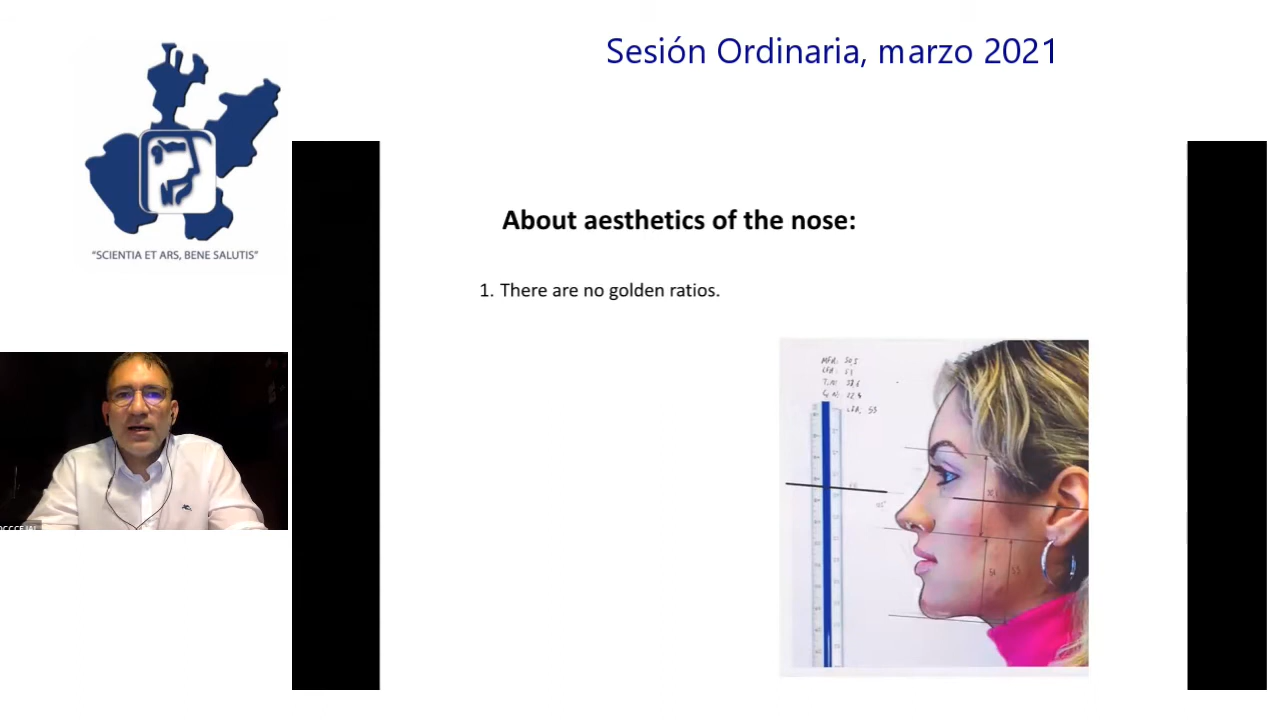 Sesión Ordinaria, marzo 2021
"SCIENTIA ET ARS, BENE SALUTIS"
About aesthetics of the nose:
1. There are no golden ratios.